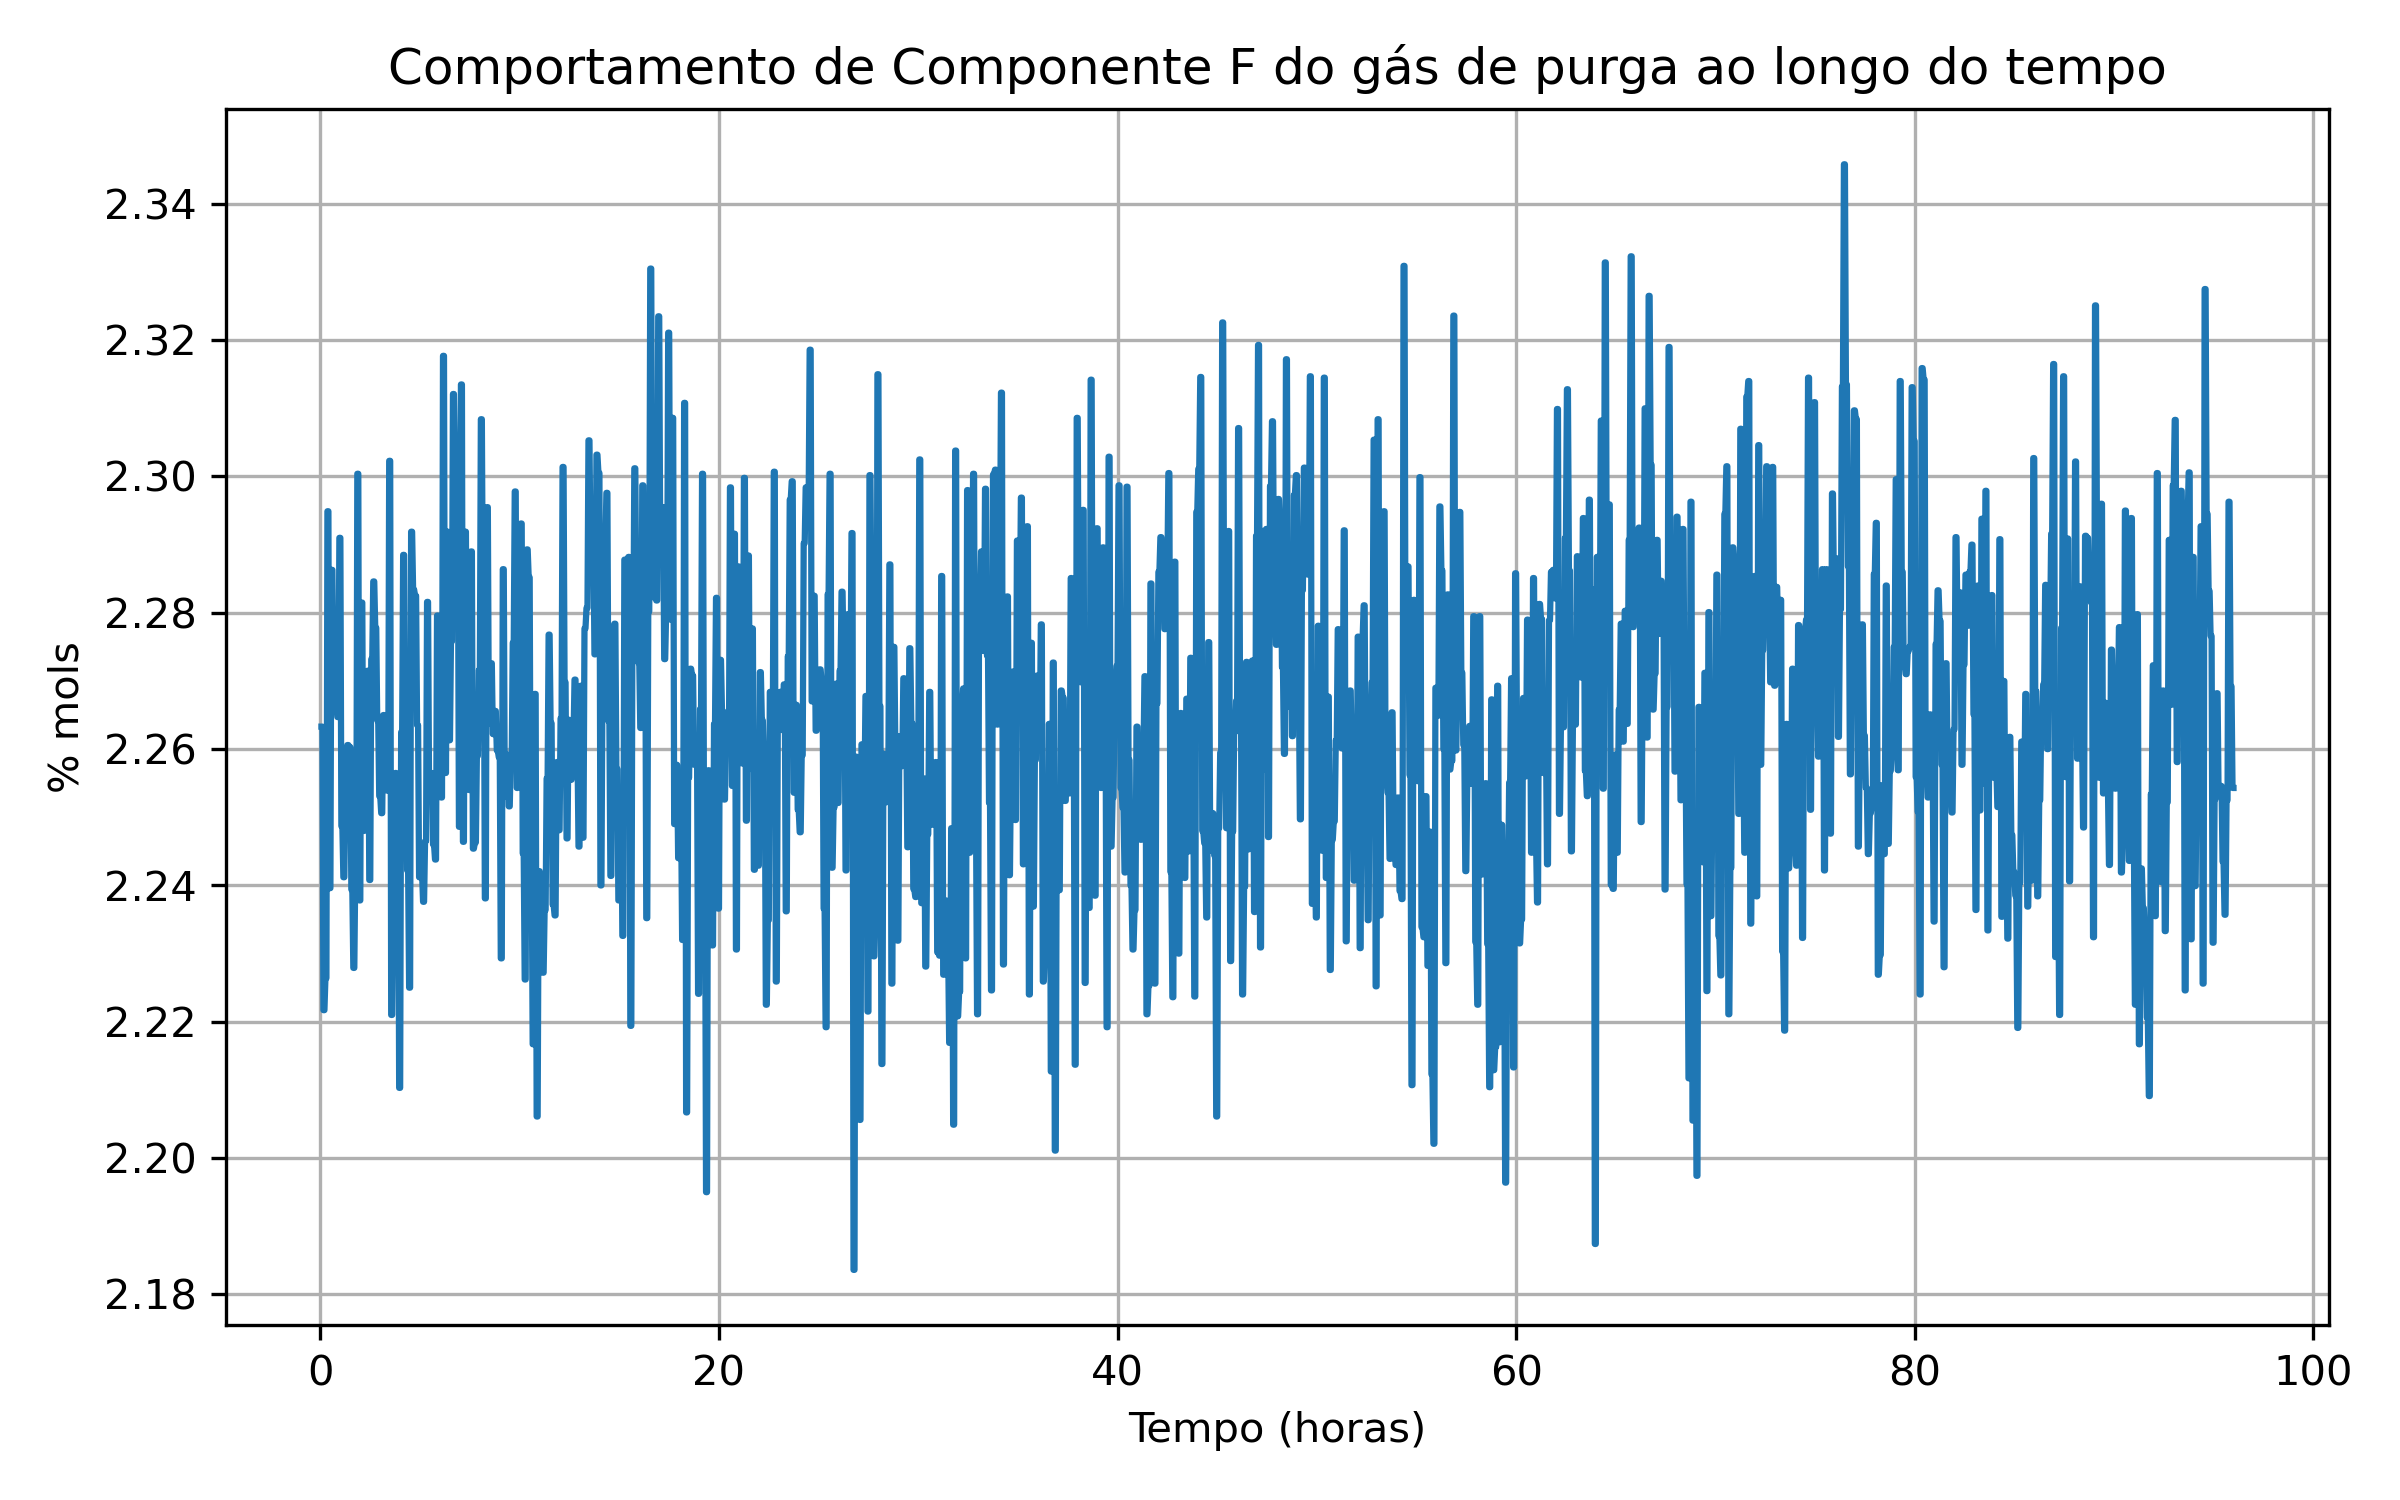 Comportamento de Componente F do gás de purga ao longo do tempo
% mols
2.34
2.32
2.30
2.28
2.26
2.24
2.22
2.20
2.18
0 20 40 60 80 100
Tempo (horas)